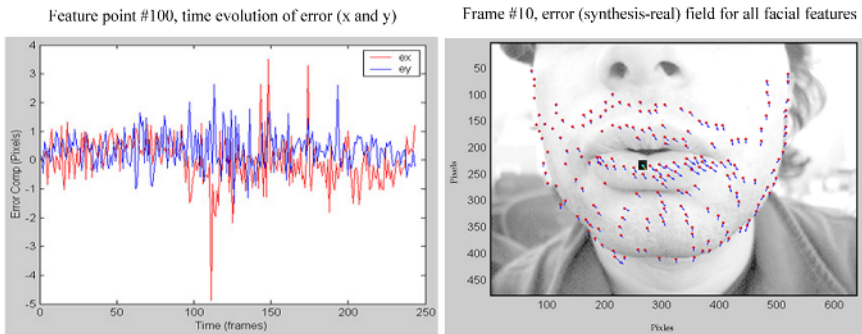 Feature point #100, time evolution of error (x and y)
4
3
2
1
0
-1
-2
-3
-4
-5
Error Comp (Pixels)
ex
ey
0 50 100 150 200 250
Time (frames)
Frame #10, error (synthesis-real) field for all facial features
50
100
150
200
250
300
350
400
450
Pixels
100 200 300 400 500 600
Pixles